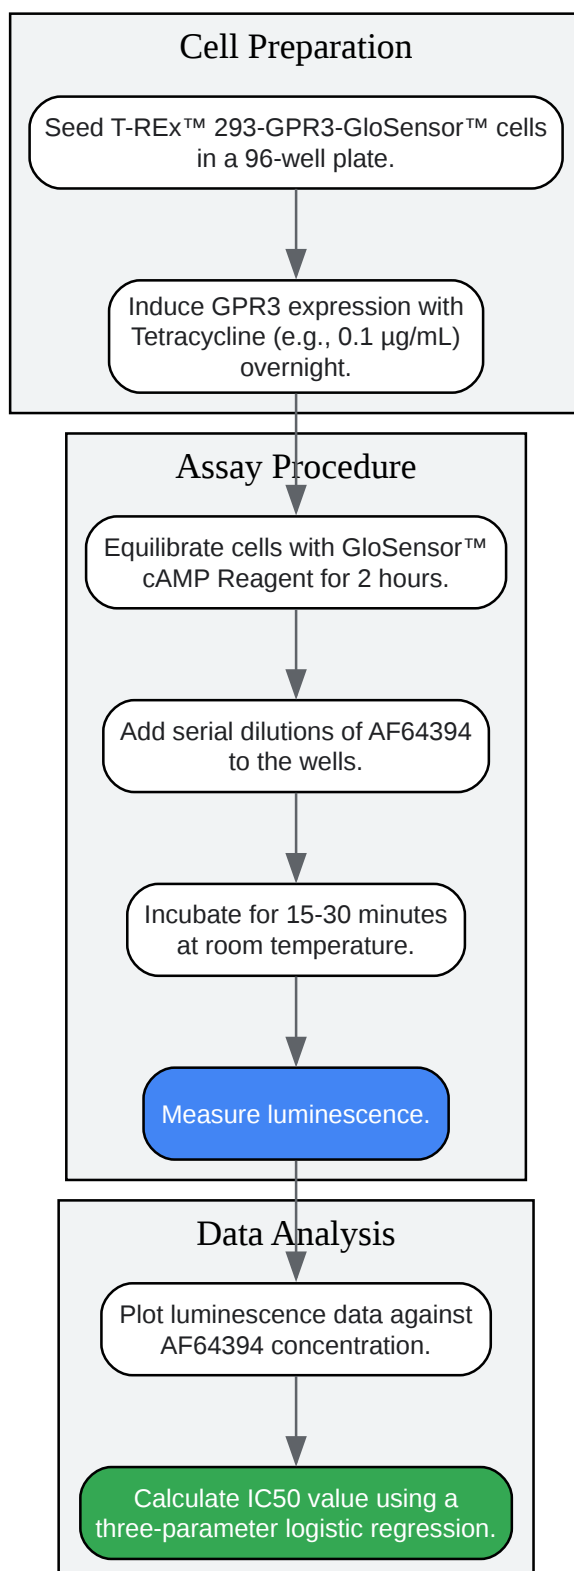 Cell Preparation
Seed T-REx™ 293-GPR3-GloSensor™ cells
in a 96-well plate.
Induce GPR3 expression with
Tetracycline (e.g., 0.1 µg/mL)
overnight.
Assay Procedure
Equilibrate cells with GloSensor™
cAMP Reagent for 2 hours.
Add serial dilutions of AF64394
to the wells.
Incubate for 15-30 minutes
at room temperature.
Measure luminescence.
Data Analysis
Plot luminescence data against
AF64394 concentration.
Calculate IC50 value using a
three-parameter logistic regression.